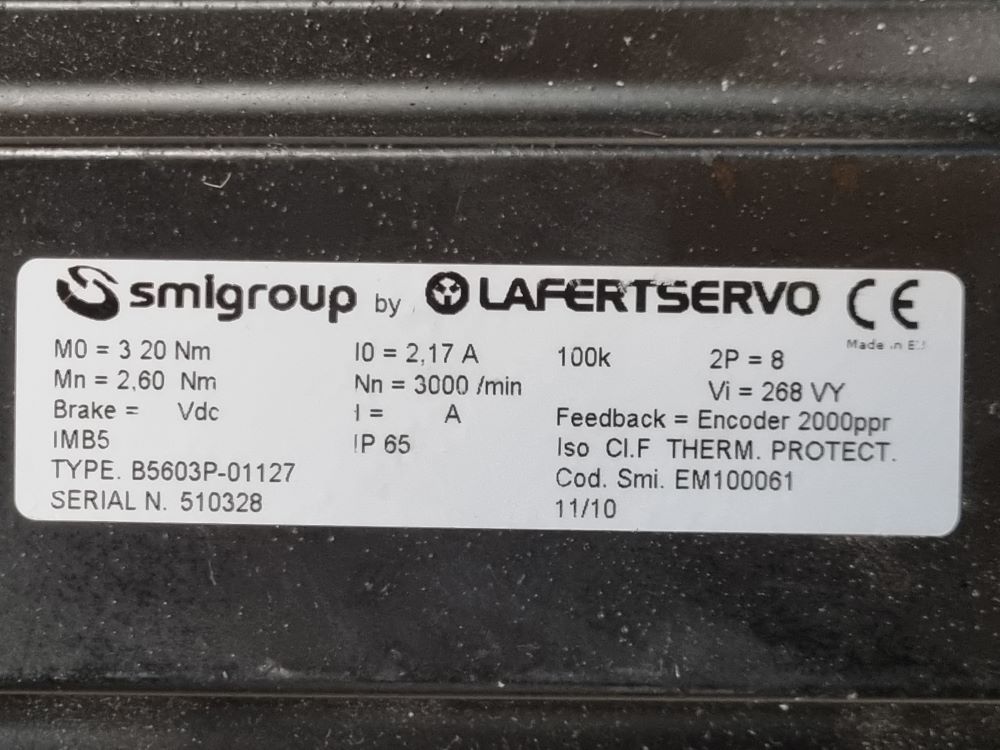 smigroup by LAFERTSERVO CE
Made in
M0 = 3 20 Nm I0 = 2,17 A 100k 2P = 8
Mn = 2,60 Nm Nn = 3000 /min Vi = 268 VY
Brake = Vdc I = A Feedback = Encoder 2000ppr
IMB5 IP 65 Iso Cl.F THERM. PROTECT.
TYPE. B5603P-01127 Cod. Smi. EM100061
SERIAL N. 510328 11/10